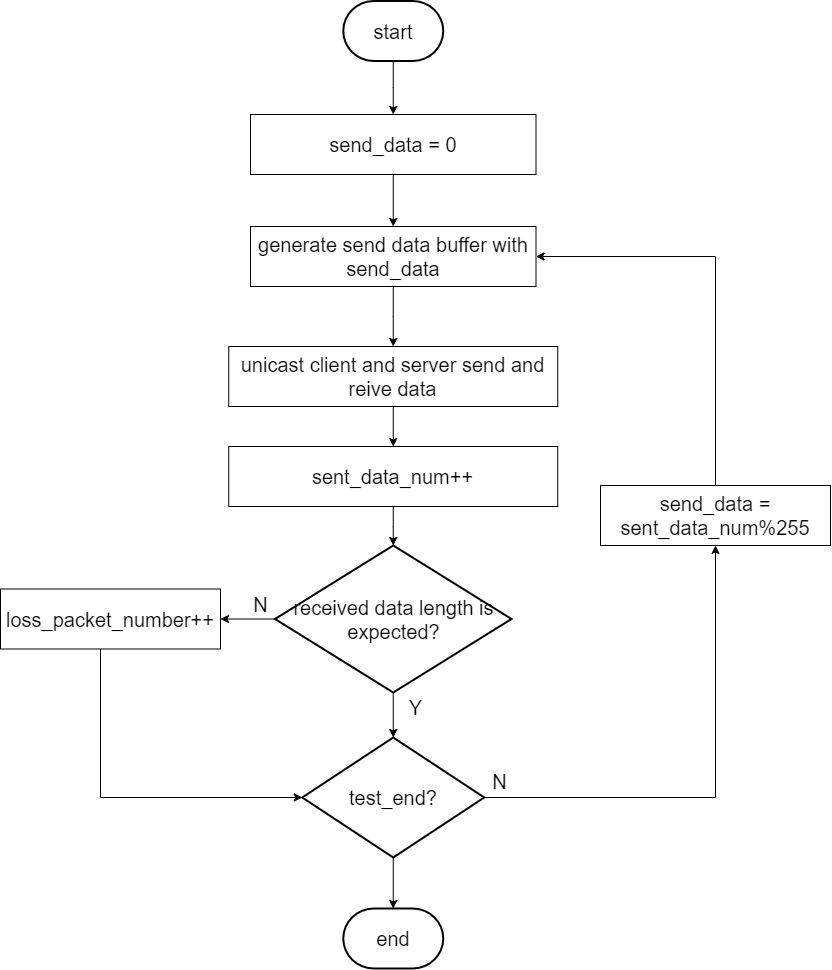 start
send_data = 0
generate send data buffer with
send_data
unicast client and server send and
reive data
sent_data_num++
send_data =
sent_data_num%255
received data length is
expected?
N
loss_packet_number++
Y
test_end?
N
end